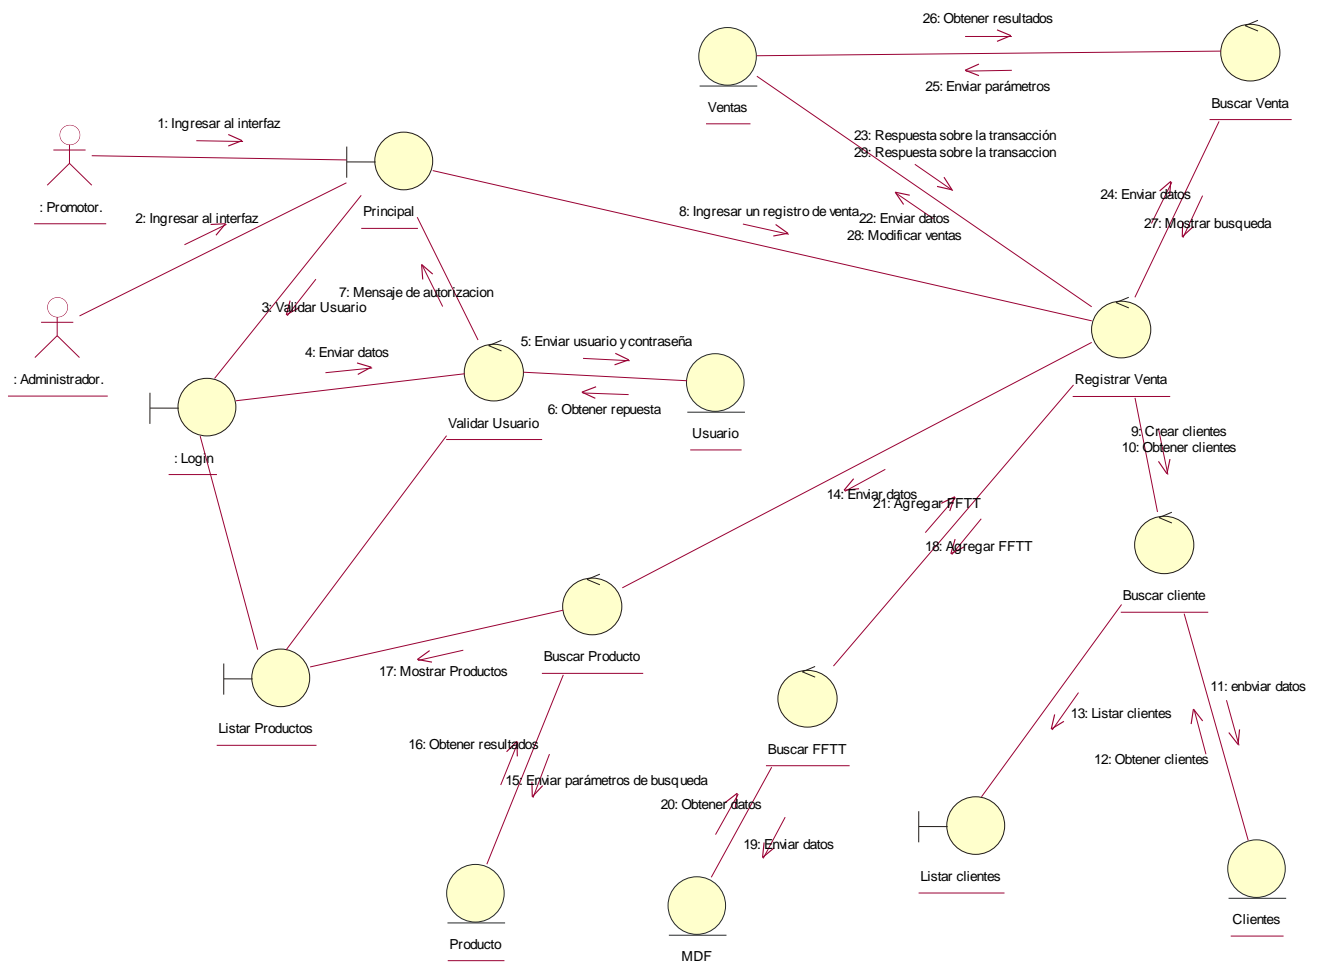 26: Obtener resultados
25: Enviar parámetros
Ventas
Buscar Venta
1: Ingresar al interfaz
23: Respuesta sobre la transacción
29: Respuesta sobre la transaccion
: Promotor.
2: Ingresar al interfaz
Principal
8: Ingresar un registro de venta
22: Enviar datos
28: Modificar ventas
24: Enviar datos
27: Mostrar busqueda
3: Validar Usuario
7: Mensaje de autorizacion
4: Enviar datos
5: Enviar usuario y contraseña
: Administrador.
6: Obtener repuesta
Registrar Venta
Validar Usuario
Usuario
: Login
9: Crear clientes
10: Obtener clientes
14: Enviar datos
21: Agregar FFTT
18: Agregar FFTT
Buscar cliente
Buscar Producto
17: Mostrar Productos
Listar Productos
11: enbviar datos
13: Listar clientes
16: Obtener resultados
Buscar FFTT
12: Obtener clientes
15: Enviar parámetros de busqueda
20: Obtener datos
19: Enviar datos
Listar clientes
Clientes
Producto
MDF